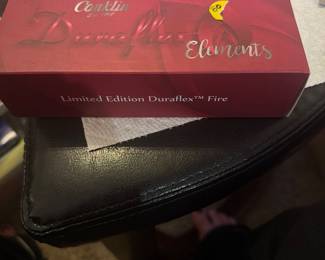 Conklin
Duraflex
Elements
Limited Edition Duraflex™ Fire